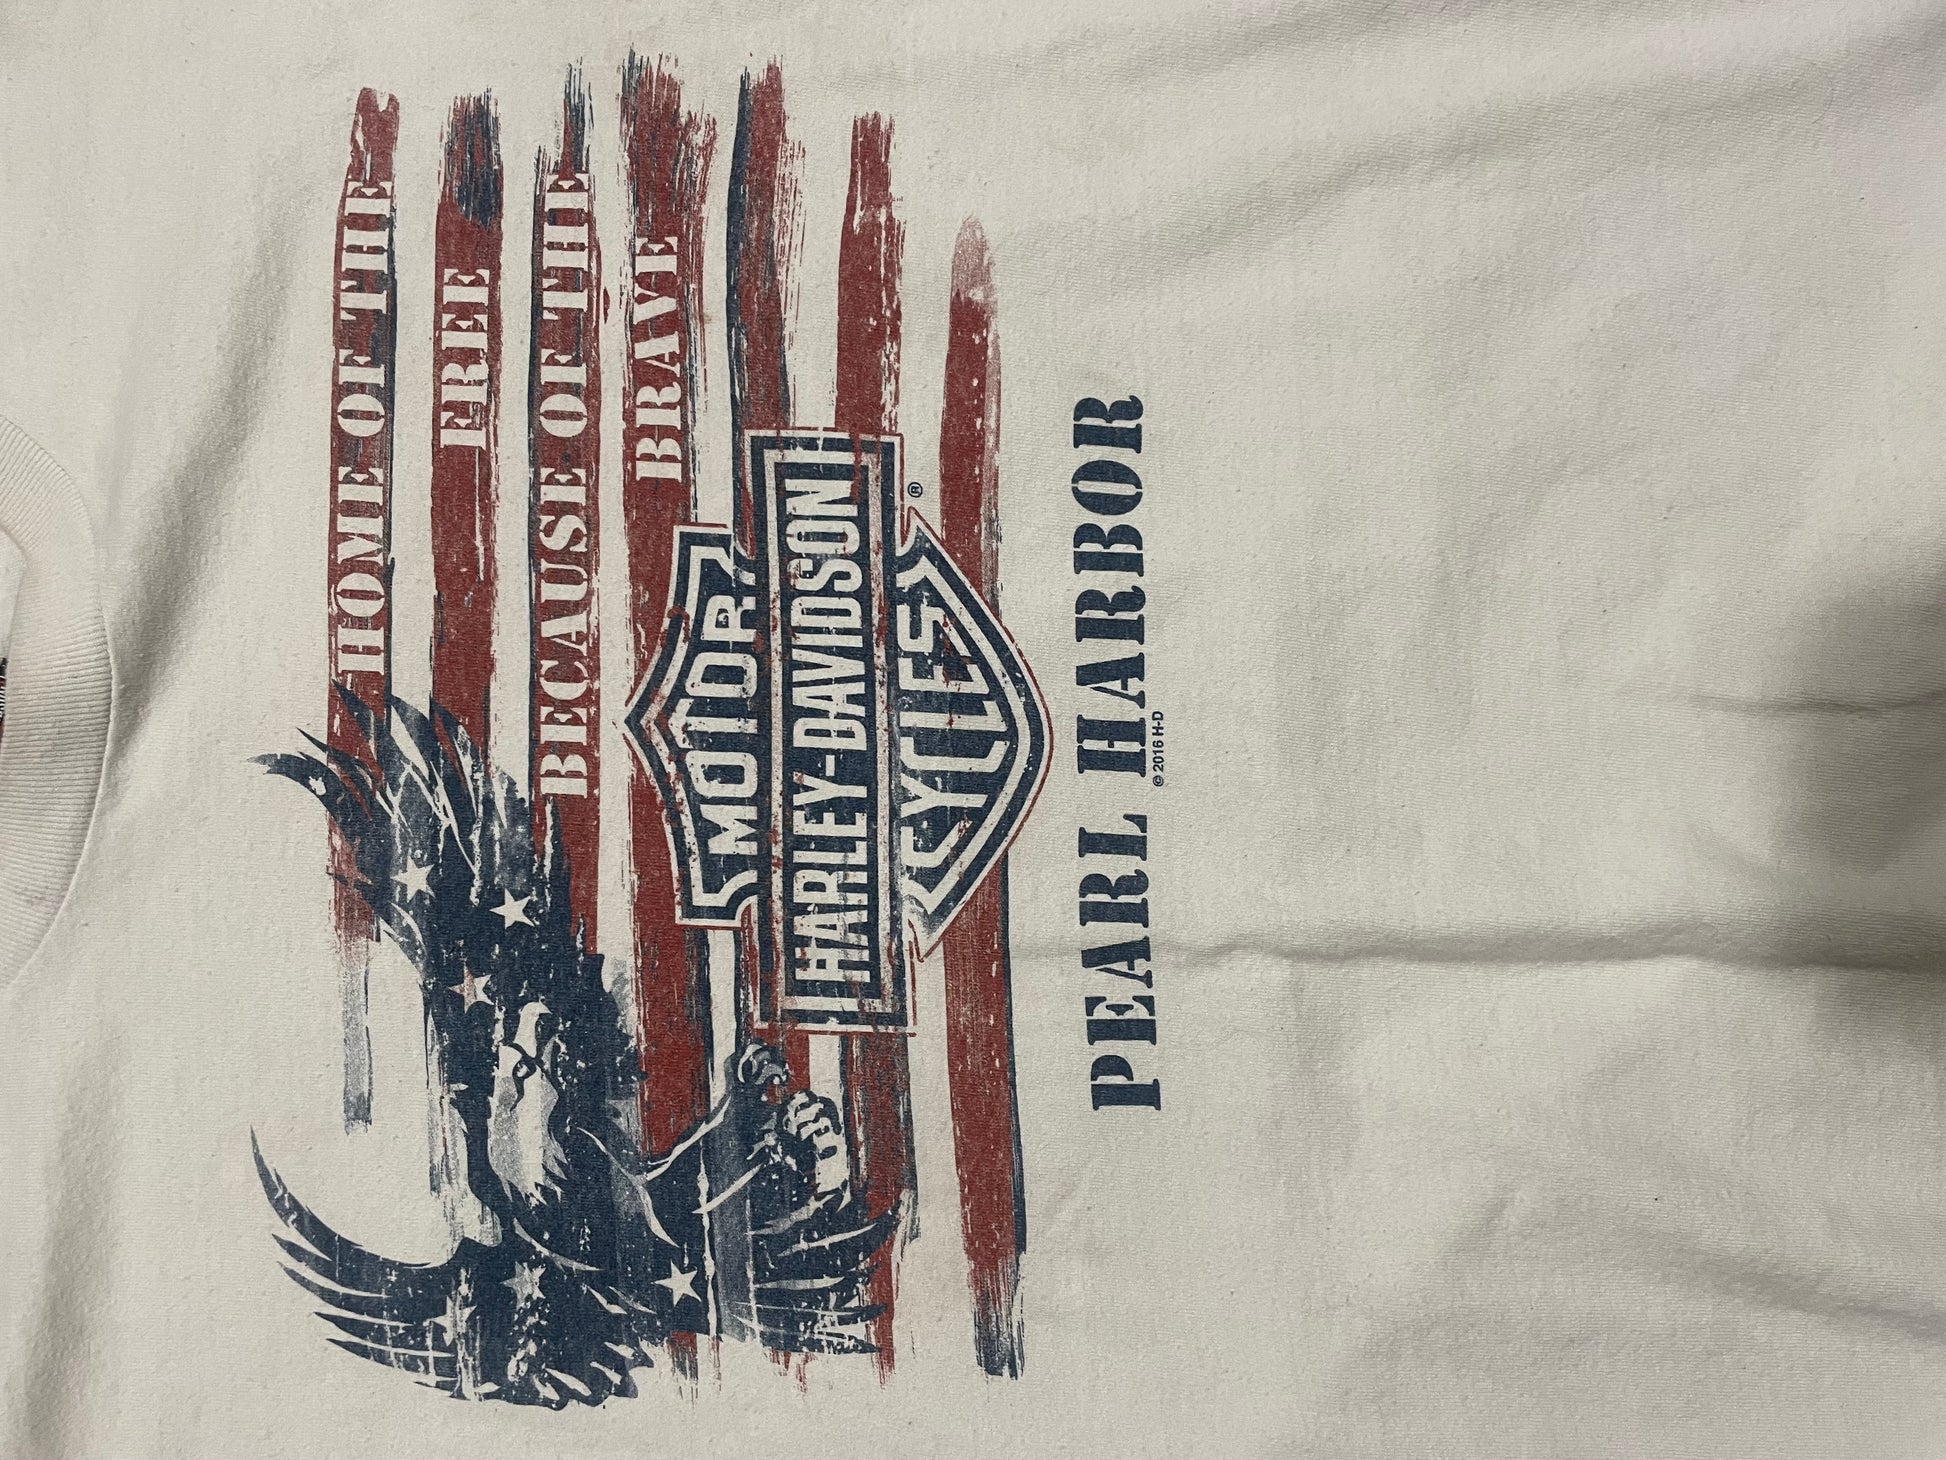 HOME OF THE
FREE
BECAUSE OF THE
BRAVE
MOTOR
HARLEY-DAVIDSON
®
CYCLES
PEARL HARBOR
© 2016 H-D